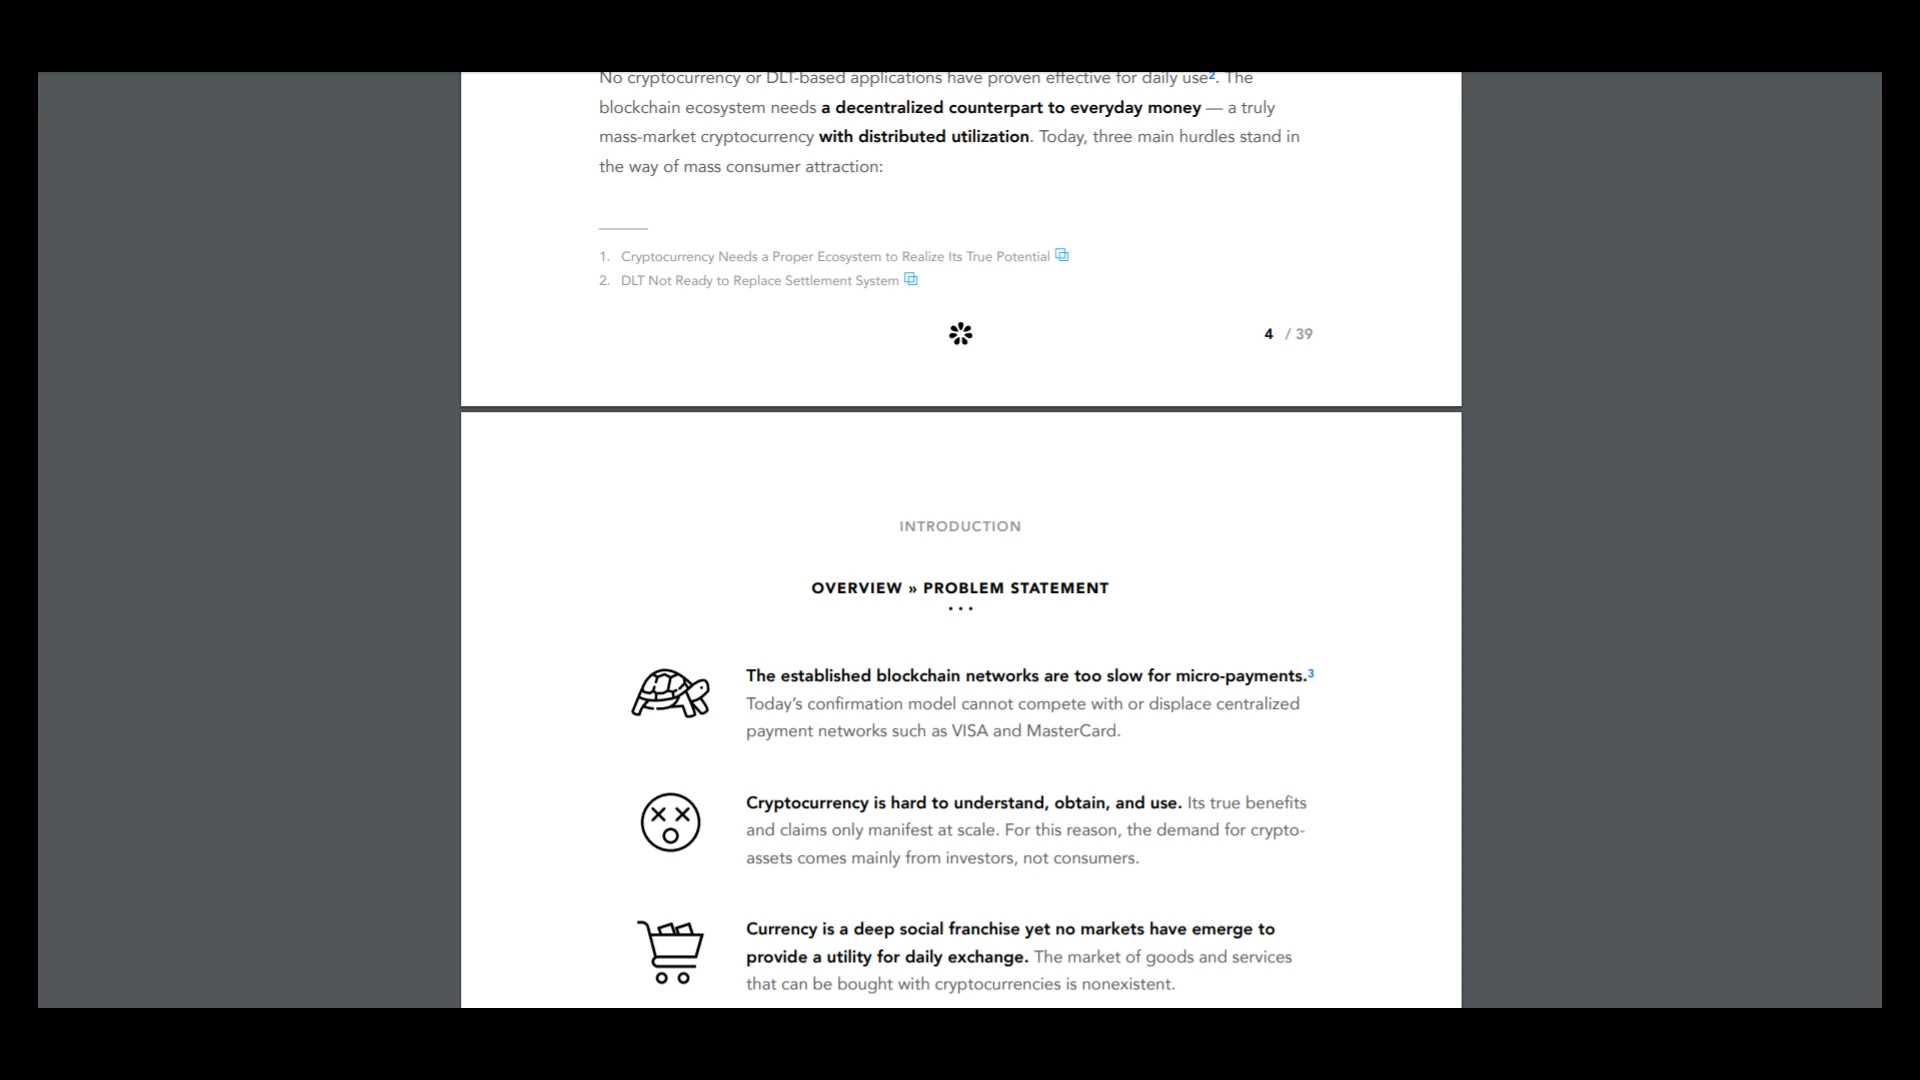 No cryptocurrency or DLT-based applications have proven effective for daily use2. The
blockchain ecosystem needs a decentralized counterpart to everyday money — a truly
mass-market cryptocurrency with distributed utilization. Today, three main hurdles stand in
the way of mass consumer attraction:
1. Cryptocurrency Needs a Proper Ecosystem to Realize Its True Potential
2. DLT Not Ready to Replace Settlement System
4 / 39
INTRODUCTION
OVERVIEW » PROBLEM STATEMENT
• • •
The established blockchain networks are too slow for micro-payments.3
Today’s confirmation model cannot compete with or displace centralized
payment networks such as VISA and MasterCard.
Cryptocurrency is hard to understand, obtain, and use. Its true benefits
and claims only manifest at scale. For this reason, the demand for crypto-
assets comes mainly from investors, not consumers.
Currency is a deep social franchise yet no markets have emerge to
provide a utility for daily exchange. The market of goods and services
that can be bought with cryptocurrencies is nonexistent.